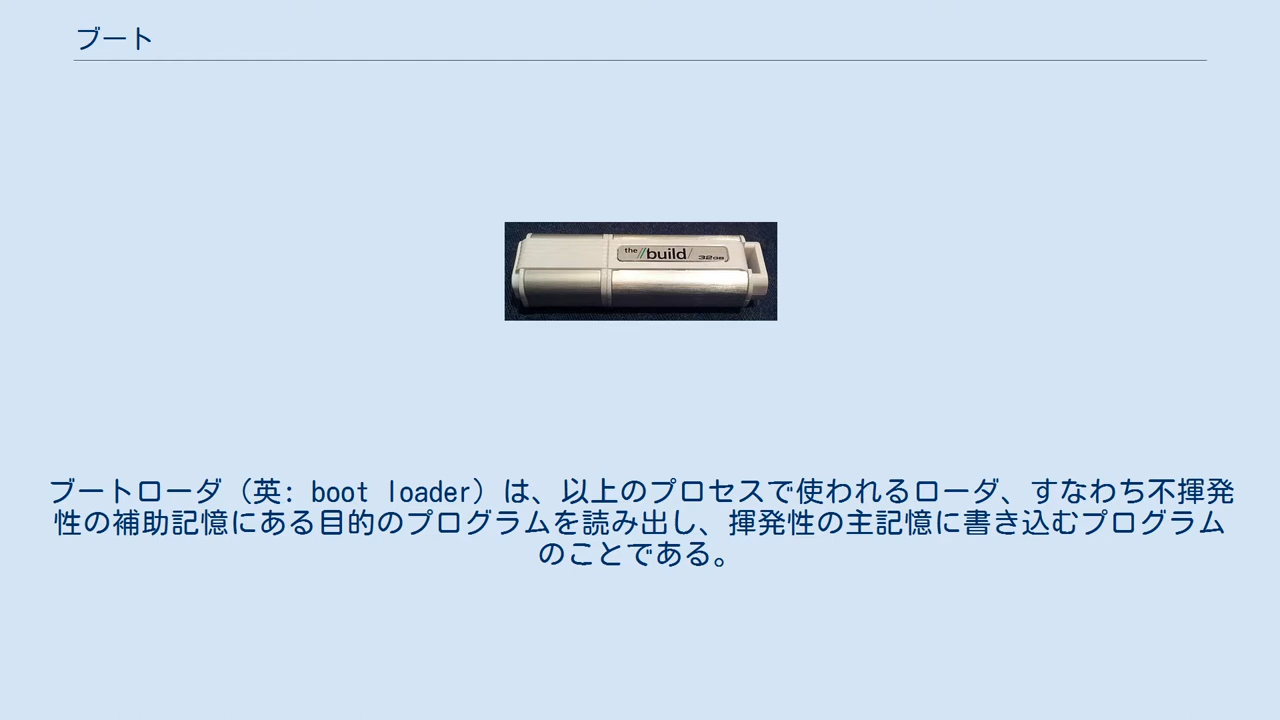 ブート
the //build/ 32GB
ブートローダ（英: boot loader）は、以上のプロセスで使われるローダ、すなわち不揮発
性の補助記憶にある目的のプログラムを読み出し、揮発性の主記憶に書き込むプログラム
のことである。